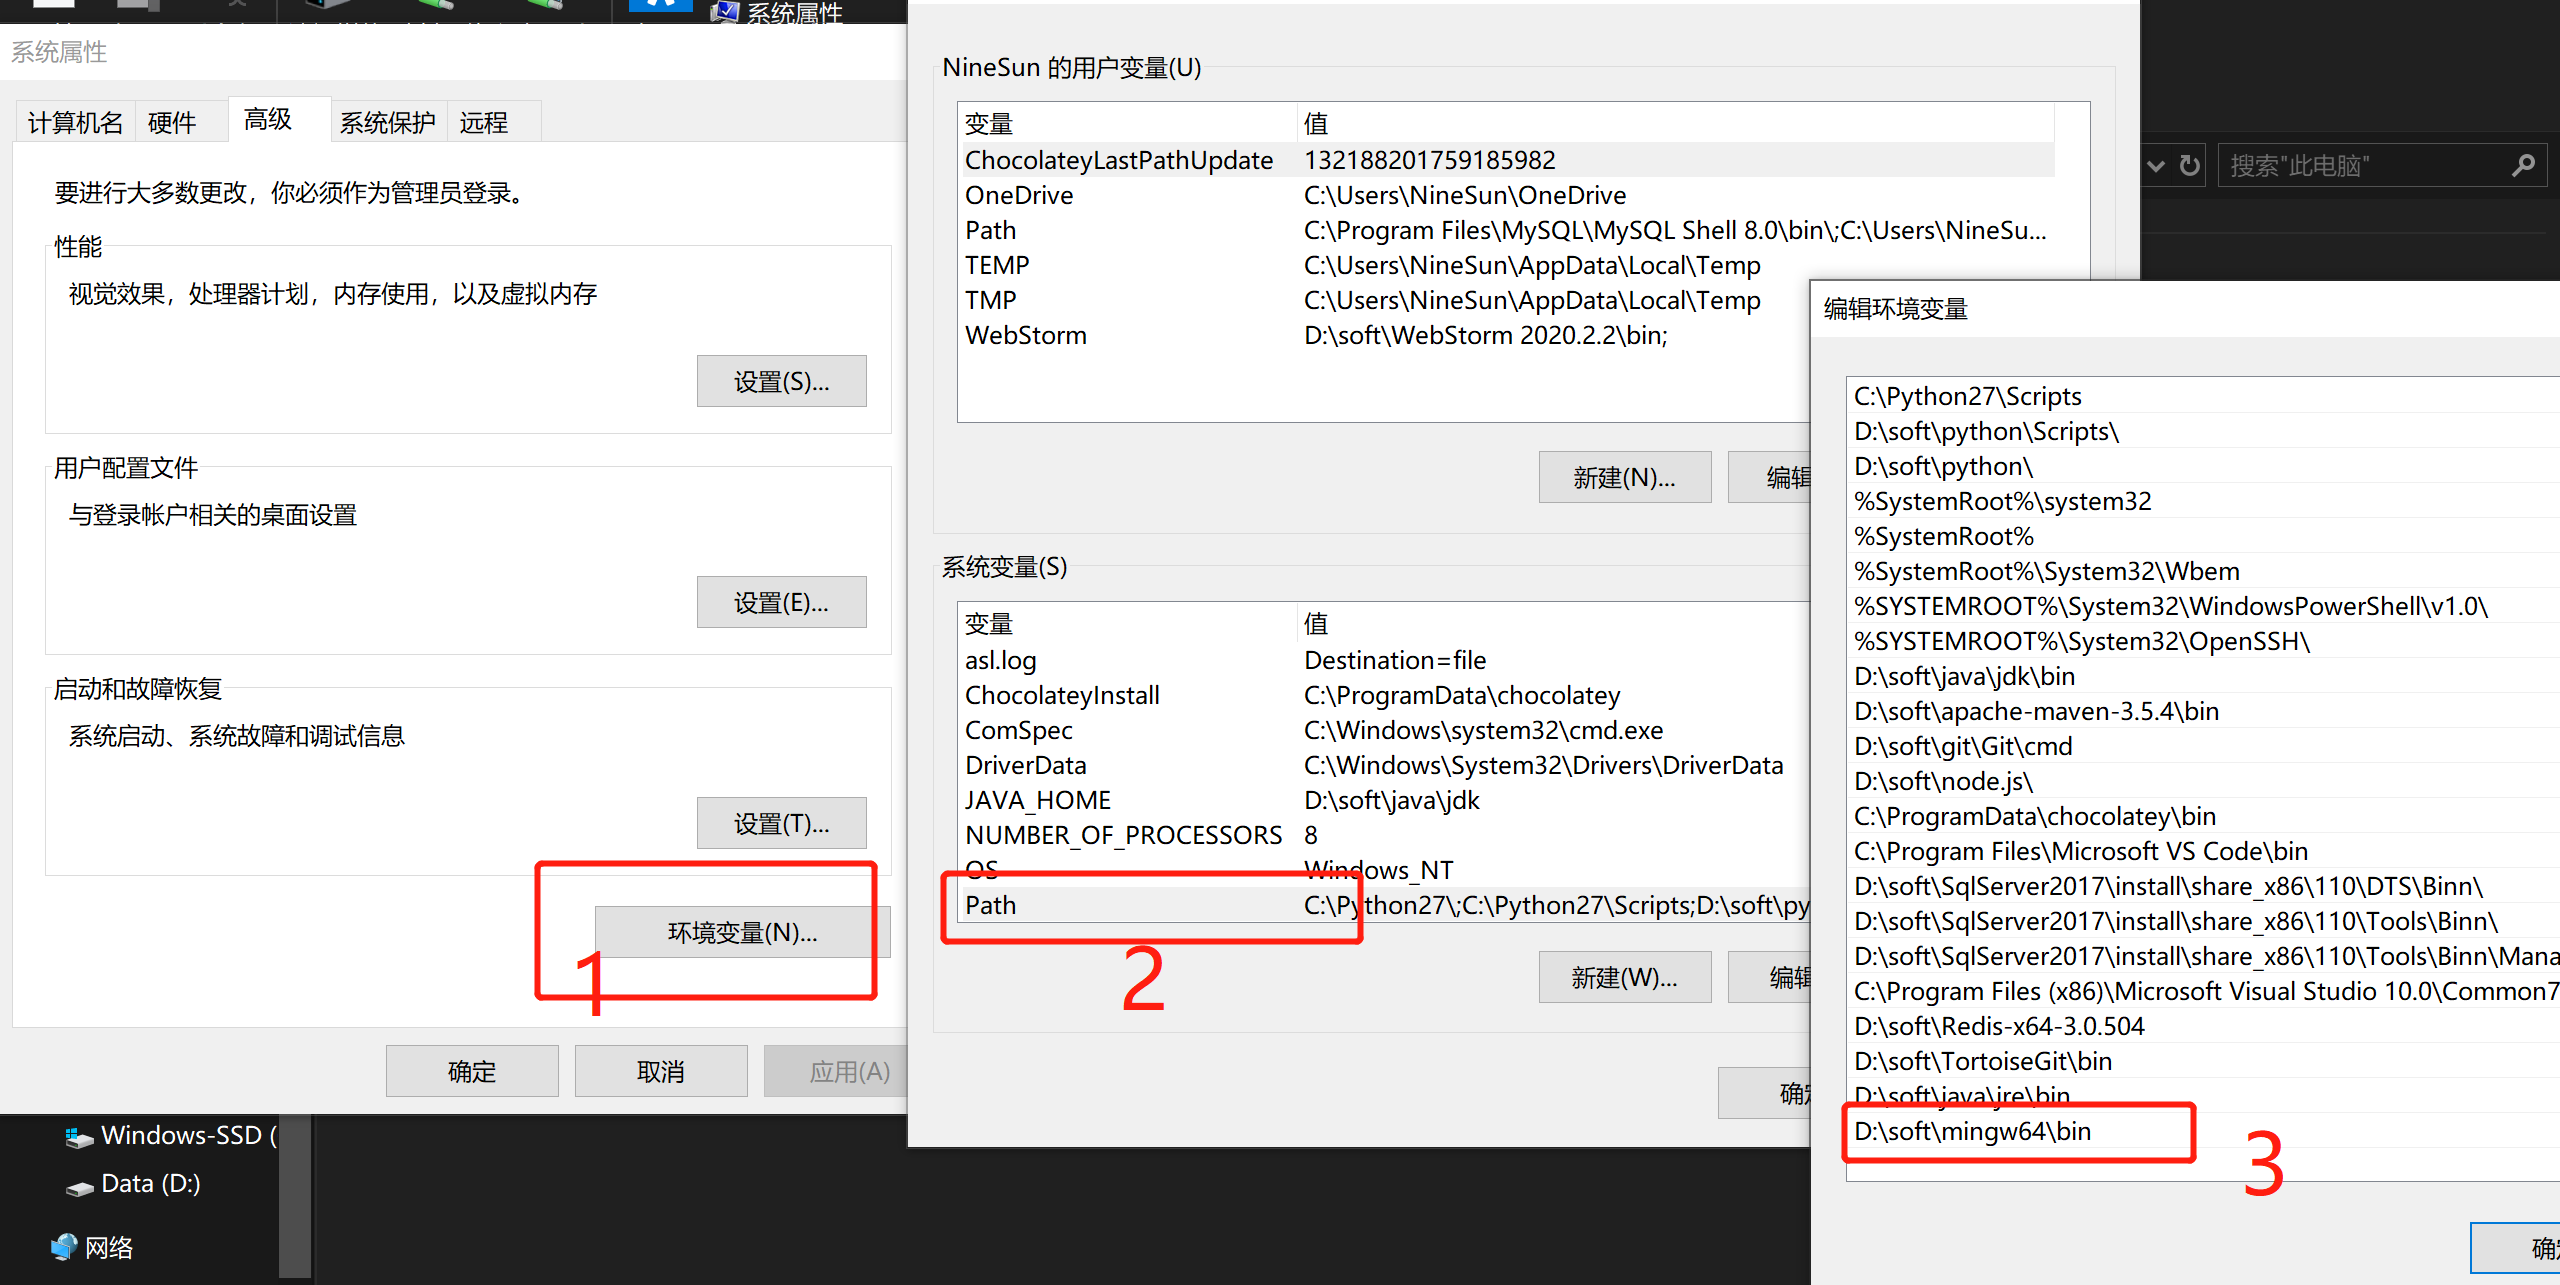 系统属性
系统属性
计算机名
硬件
高级
系统保护
远程
要进行大多数更改，你必须作为管理员登录。
性能
视觉效果，处理器计划，内存使用，以及虚拟内存
设置(S)...
用户配置文件
与登录帐户相关的桌面设置
设置(E)...
启动和故障恢复
系统启动、系统故障和调试信息
设置(T)...
环境变量(N)...
1
确定
取消
应用(A)
Windows-SSD (
Data (D:)
网络
NineSun 的用户变量(U)
变量 值
ChocolateyLastPathUpdate 132188201759185982
OneDrive C:\Users\NineSun\OneDrive
Path C:\Program Files\MySQL\MySQL Shell 8.0\bin\;C:\Users\NineSu...
TEMP C:\Users\NineSun\AppData\Local\Temp
TMP C:\Users\NineSun\AppData\Local\Temp
WebStorm D:\soft\WebStorm 2020.2.2\bin;
新建(N)...
编辑
系统变量(S)
变量 值
asl.log Destination=file
ChocolateyInstall C:\ProgramData\chocolatey
ComSpec C:\Windows\system32\cmd.exe
DriverData C:\Windows\System32\Drivers\DriverData
JAVA_HOME D:\soft\java\jdk
NUMBER_OF_PROCESSORS 8
OS Windows_NT
Path C:\Python27\;C:\Python27\Scripts;D:\soft\py
2
新建(W)...
编辑
确定
搜索"此电脑"
编辑环境变量
C:\Python27\Scripts
D:\soft\python\Scripts\
D:\soft\python\
%SystemRoot%\system32
%SystemRoot%
%SystemRoot%\System32\Wbem
%SYSTEMROOT%\System32\WindowsPowerShell\v1.0\
%SYSTEMROOT%\System32\OpenSSH\
D:\soft\java\jdk\bin
D:\soft\apache-maven-3.5.4\bin
D:\soft\git\Git\cmd
D:\soft\node.js\
C:\ProgramData\chocolatey\bin
C:\Program Files\Microsoft VS Code\bin
D:\soft\SqlServer2017\install\share_x86\110\DTS\Binn\
D:\soft\SqlServer2017\install\share_x86\110\Tools\Binn\
D:\soft\SqlServer2017\install\share_x86\110\Tools\Binn\Mana
C:\Program Files (x86)\Microsoft Visual Studio 10.0\Common7
D:\soft\Redis-x64-3.0.504
D:\soft\TortoiseGit\bin
D:\soft\java\jre\bin
D:\soft\mingw64\bin
3
确定